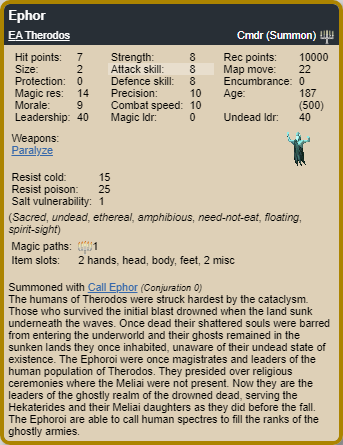 Ephor
EA Therodos Cmdr (Summon)
Hit points: 7 Strength: 8 Rec points: 10000
Size: 2 Attack skill: 8 Map move: 22
Protection: 0 Defence skill: 8 Encumbrance: 0
Magic res: 14 Precision: 10 Age: 187
Morale: 9 Combat speed: 10 (500)
Leadership: 40 Magic ldr: 0 Undead ldr: 40
Weapons:
Paralyze
Resist cold: 15
Resist poison: 25
Salt vulnerability: 1
(Sacred, undead, ethereal, amphibious, need-not-eat, floating,
spirit-sight)
Magic paths: 1
Item slots: 2 hands, head, body, feet, 2 misc
Summoned with Call Ephor (Conjuration 0)
The humans of Therodos were struck hardest by the cataclysm.
Those who survived the initial blast drowned when the land sunk
underneath the waves. Once dead their shattered souls were barred
from entering the underworld and their ghosts remained in the
sunken lands they once inhabited, unaware of their undead state of
existence. The Ephoroi were once magistrates and leaders of the
human population of Therodos. They presided over religious
ceremonies where the Meliai were not present. Now they are the
leaders of the ghostly realm of the drowned dead, serving the
Hekaterides and their Meliai daughters as they did before the fall.
The Ephoroi are able to call human spectres to fill the ranks of the
ghostly armies.